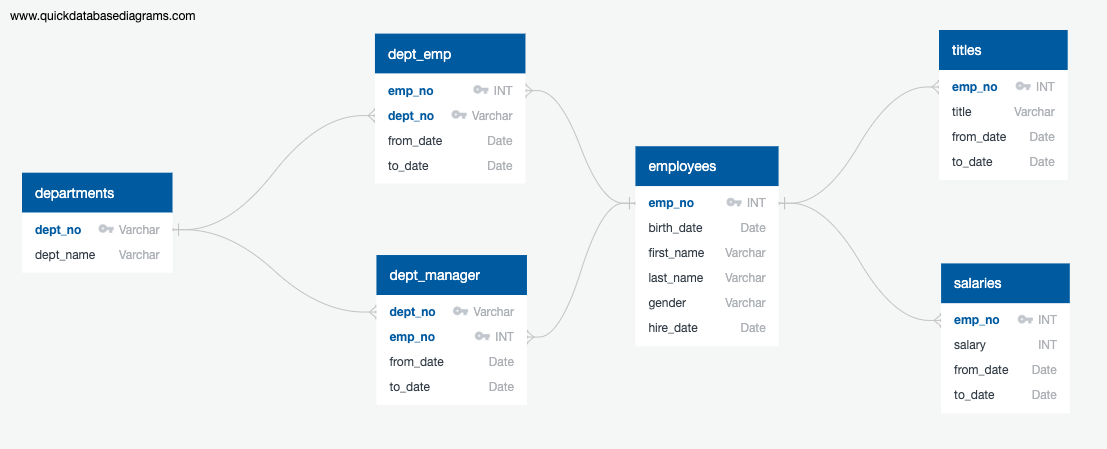 www.quickdatabasediagrams.com
departments
dept_no Varchar
dept_name Varchar
dept_emp
emp_no INT
dept_no Varchar
from_date Date
to_date Date
dept_manager
dept_no Varchar
emp_no INT
from_date Date
to_date Date
employees
emp_no INT
birth_date Date
first_name Varchar
last_name Varchar
gender Varchar
hire_date Date
titles
emp_no INT
title Varchar
from_date Date
to_date Date
salaries
emp_no INT
salary INT
from_date Date
to_date Date